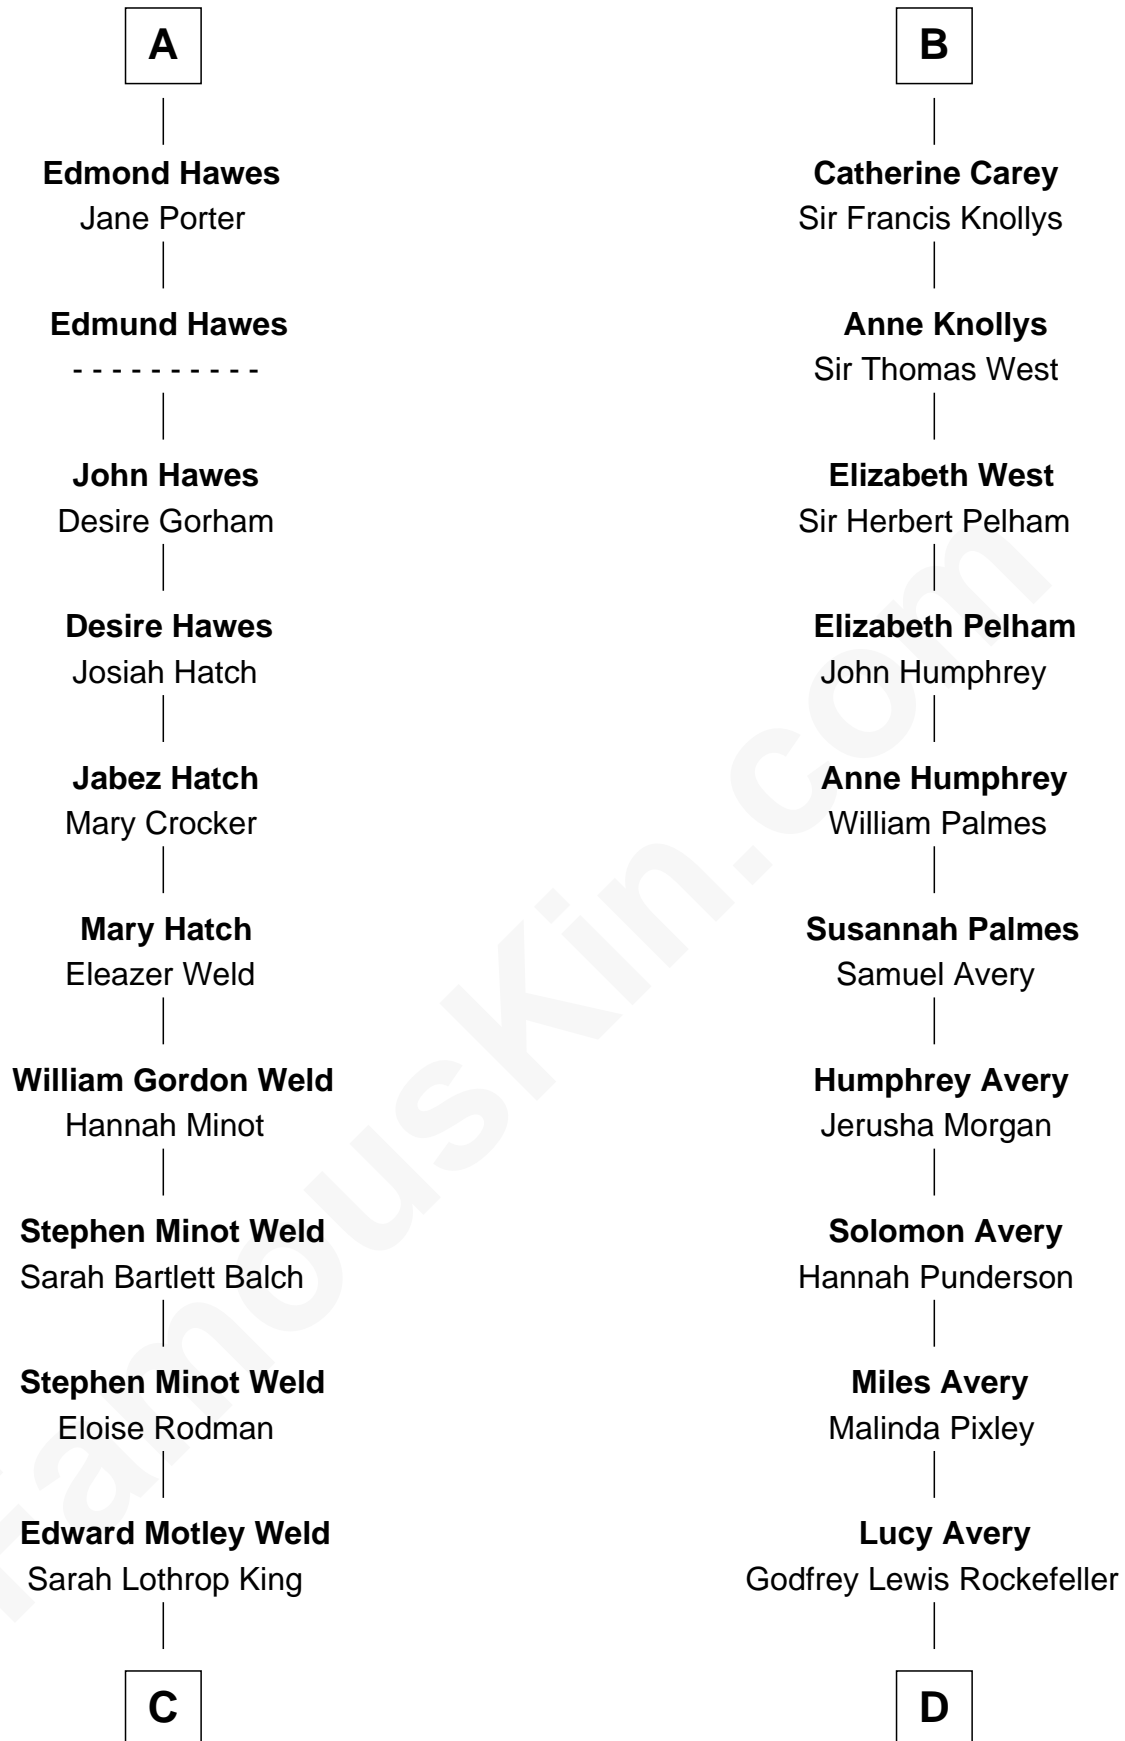 A
Edmond Hawes
Jane Porter
Edmund Hawes
- - - - - - - - - -
John Hawes
Desire Gorham
Desire Hawes
Josiah Hatch
Jabez Hatch
Mary Crocker
Mary Hatch
Eleazer Weld
William Gordon Weld
Hannah Minot
Stephen Minot Weld
Sarah Bartlett Balch
Stephen Minot Weld
Eloise Rodman
Edward Motley Weld
Sarah Lothrop King
C
B
Catherine Carey
Sir Francis Knollys
Anne Knollys
Sir Thomas West
Elizabeth West
Sir Herbert Pelham
Elizabeth Pelham
John Humphrey
Anne Humphrey
William Palmes
Susannah Palmes
Samuel Avery
Humphrey Avery
Jerusha Morgan
Solomon Avery
Hannah Punderson
Miles Avery
Malinda Pixley
Lucy Avery
Godfrey Lewis Rockefeller
D
FamousKin.com